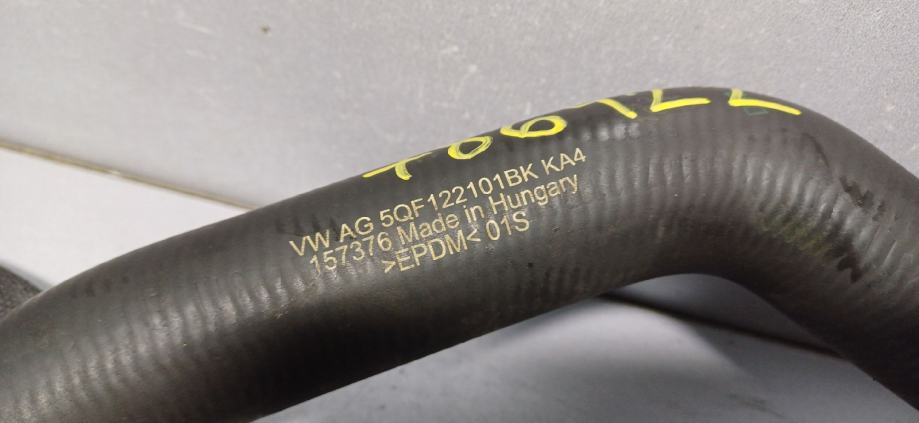 VW AG 5QF122101BK KA4
157376 Made in Hungary
>EPDM< 01S